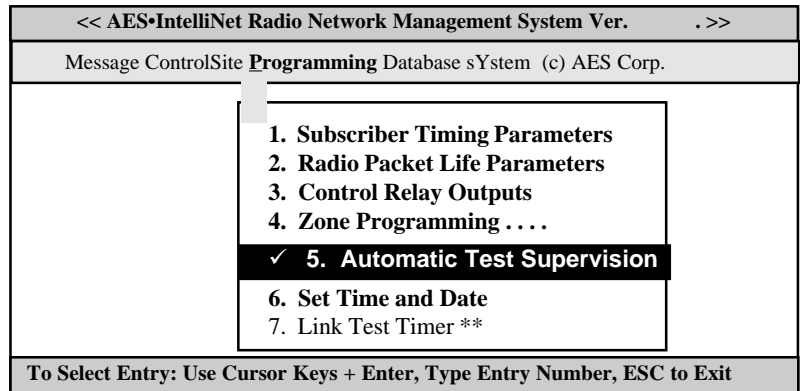 << AES•IntelliNet Radio Network Management System Ver. . >>
Message ControlSite Programming Database sYstem (c) AES Corp.
1. Subscriber Timing Parameters
2. Radio Packet Life Parameters
3. Control Relay Outputs
4. Zone Programming . . . .
✓ 5. Automatic Test Supervision
6. Set Time and Date
7. Link Test Timer **
To Select Entry: Use Cursor Keys + Enter, Type Entry Number, ESC to Exit